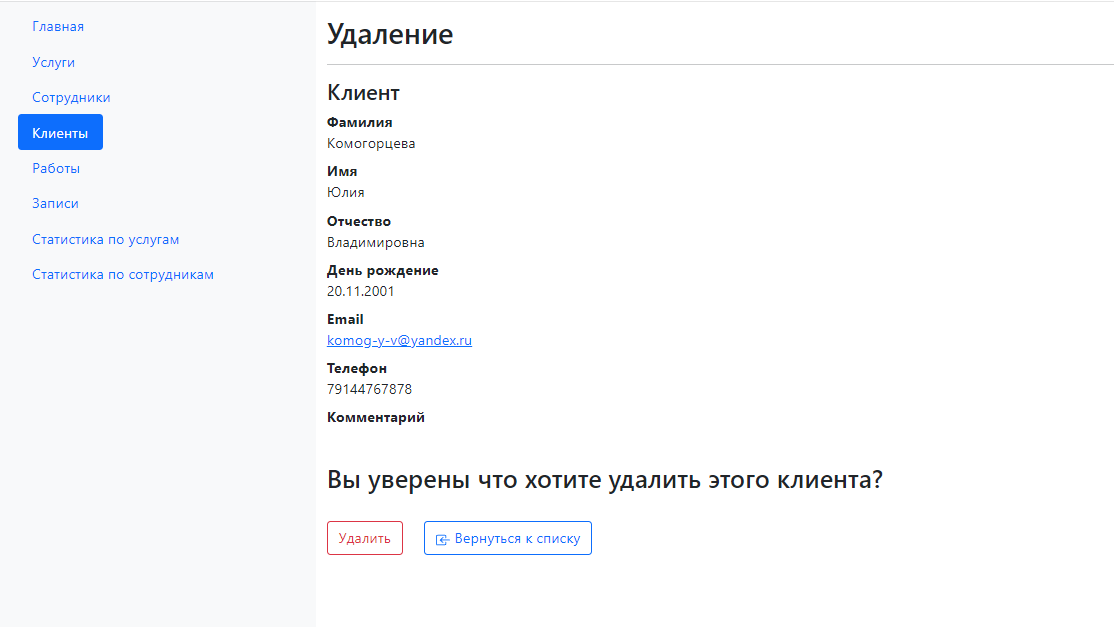 Главная
Услуги
Сотрудники
Клиенты
Работы
Записи
Статистика по услугам
Статистика по сотрудникам
Удаление
Клиент
Фамилия
Комогорцева
Имя
Юлия
Отчество
Владимировна
День рождение
20.11.2001
Email
komog-y-v@yandex.ru
Телефон
79144767878
Комментарий
Вы уверены что хотите удалить этого клиента?
Удалить
Вернуться к списку